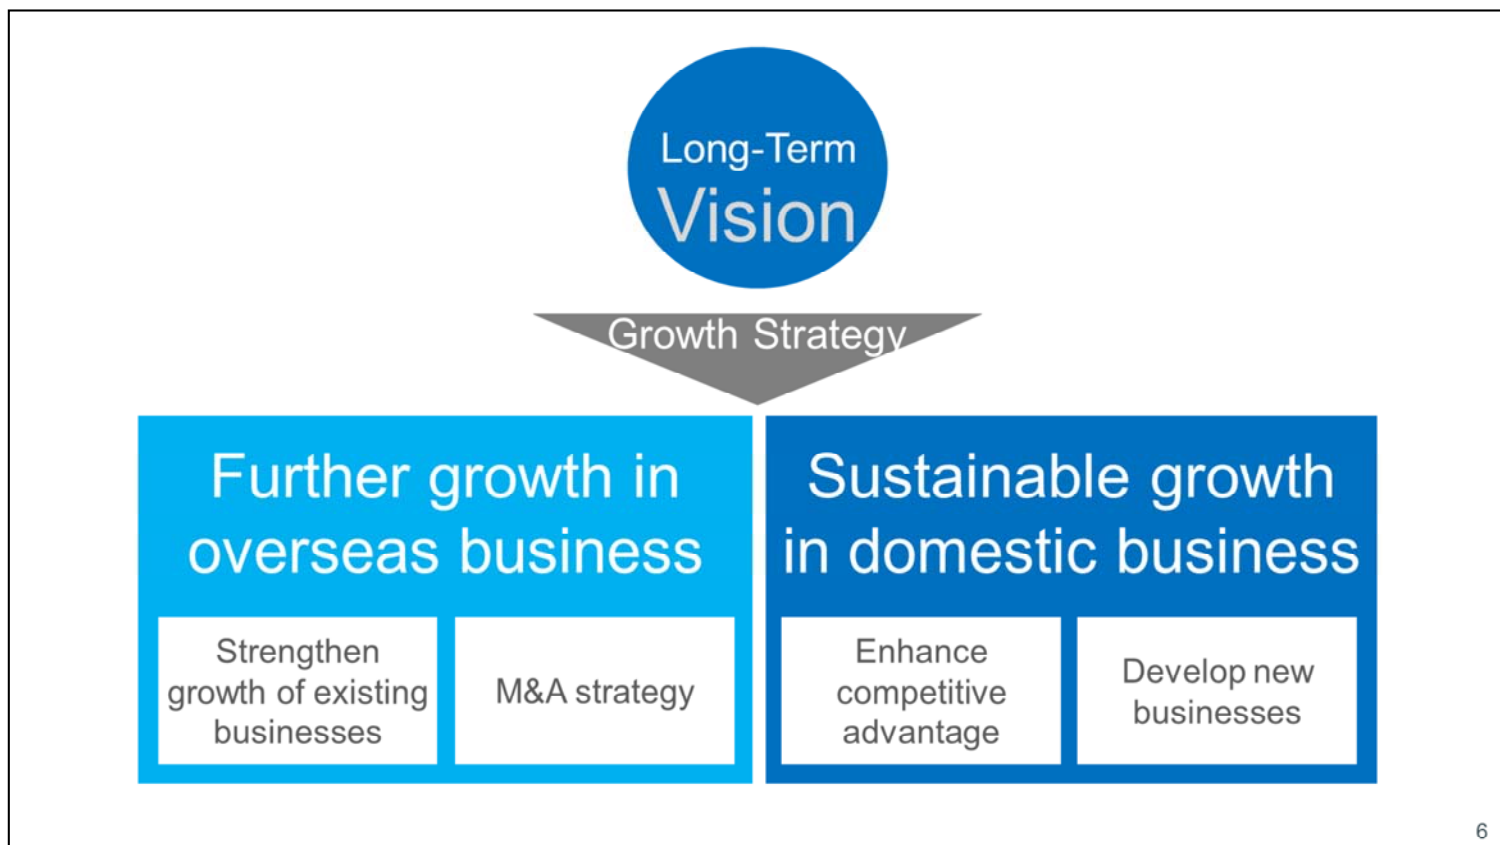 Long-Term
Vision
Growth Strategy
Further growth in
overseas business
Strengthen
growth of existing
businesses
M&A strategy
Sustainable growth
in domestic business
Enhance
competitive
advantage
Develop new
businesses
6